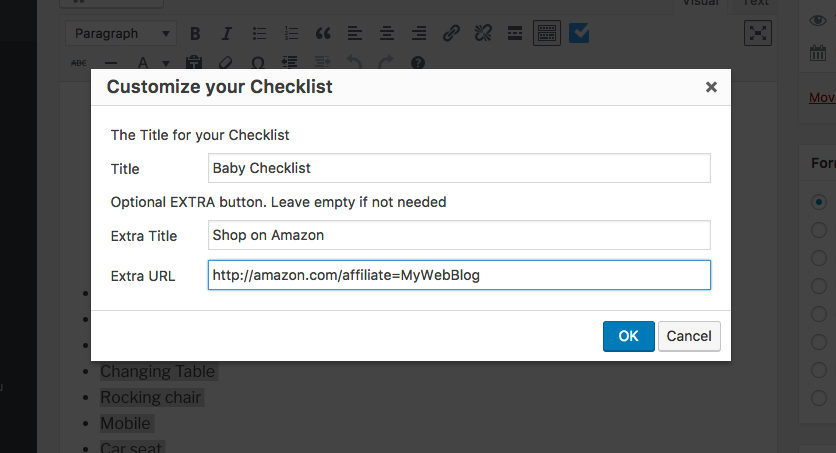 Visual Text
Paragraph
ABC A
Customize your Checklist
The Title for your Checklist
Title Baby Checklist
Optional EXTRA button. Leave empty if not needed
Extra Title Shop on Amazon
Extra URL http://amazon.com/affiliate=MyWebBlog
OK Cancel
Changing Table
Rocking chair
Mobile
Car seat
Mov
For